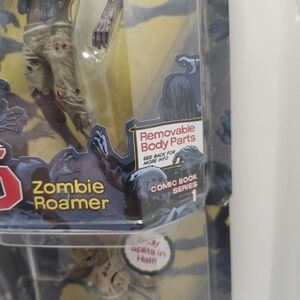 Removable
Body Parts
SEE BACK FOR
MORE INFO
Zombie
Roamer
COMIC BOOK
SERIES
1
Body
splits in
Half!